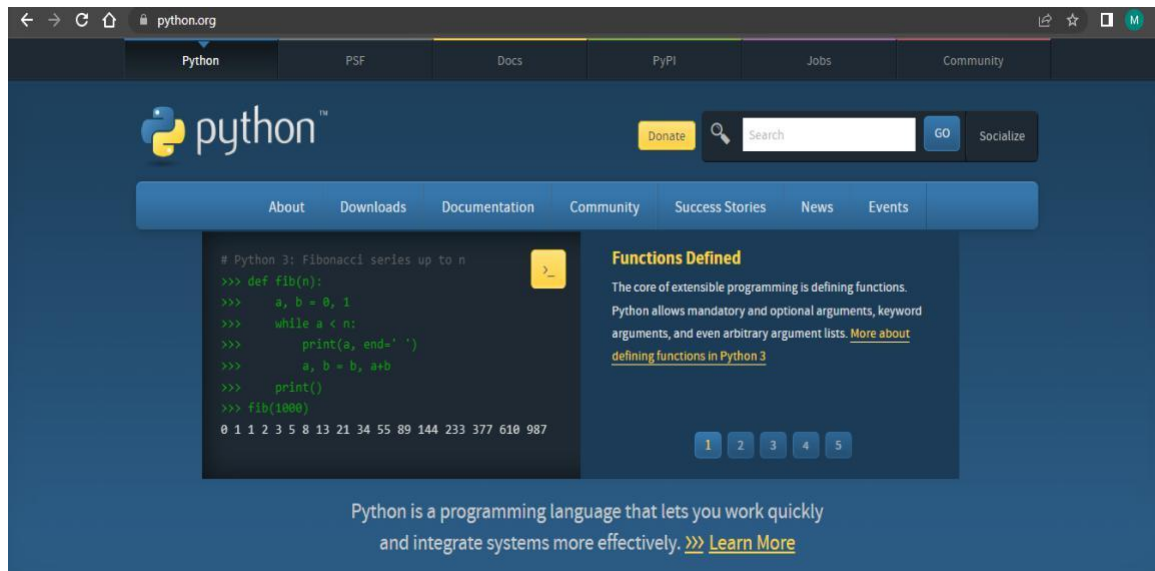 python.org
M
Python PSF Docs PyPI Jobs Community
python™
Donate Search GO Socialize
About Downloads Documentation Community Success Stories News Events
# Python 3: Fibonacci series up to n
>>> def fib(n):
>>>     a, b = 0, 1
>>>     while a < n:
>>>         print(a, end=' ')
>>>         a, b = b, a+b
>>>     print()
>>> fib(1000)
0 1 1 2 3 5 8 13 21 34 55 89 144 233 377 610 987
>_
Functions Defined
The core of extensible programming is defining functions.
Python allows mandatory and optional arguments, keyword
arguments, and even arbitrary argument lists. More about
defining functions in Python 3
1 2 3 4 5
Python is a programming language that lets you work quickly
and integrate systems more effectively. >>> Learn More